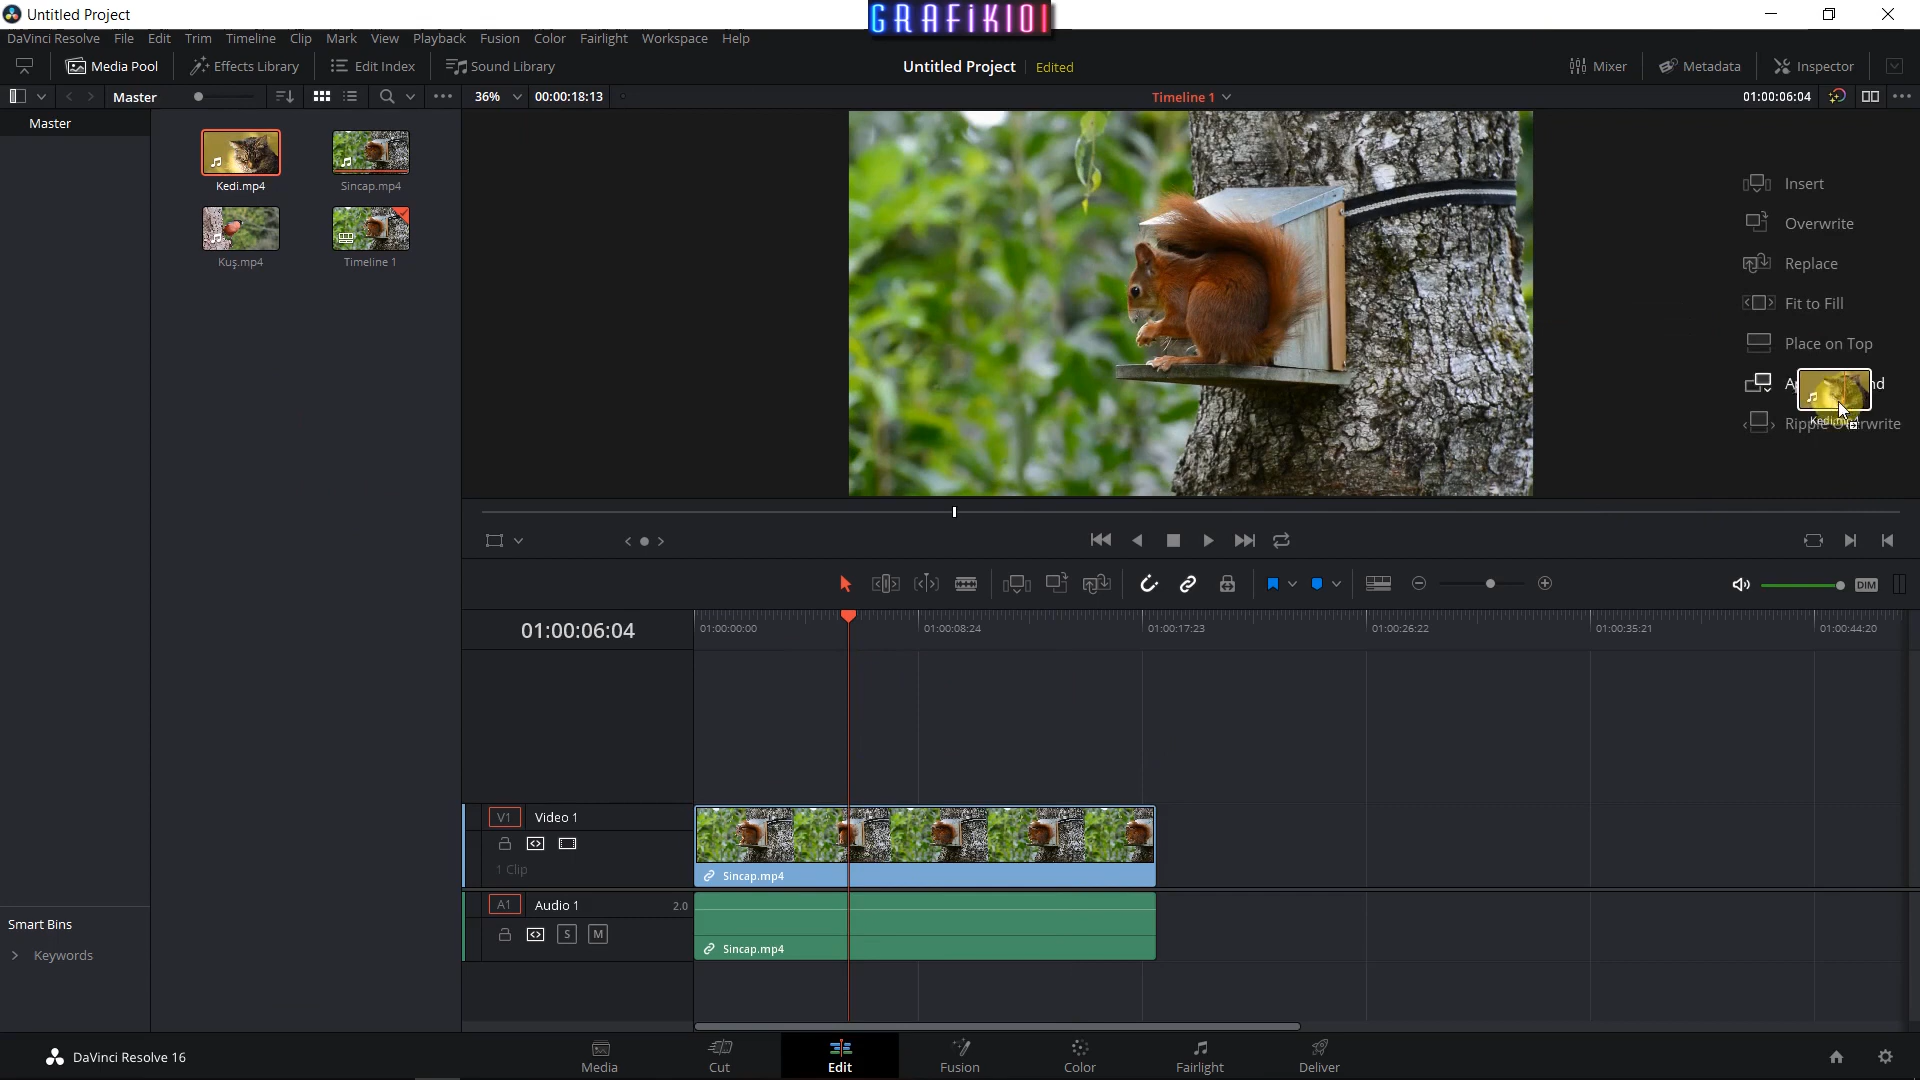 Untitled Project
GRAFiK101
DaVinci Resolve File Edit Trim Timeline Clip Mark View Playback Fusion Color Fairlight Workspace Help
Media Pool Effects Library Edit Index Sound Library Untitled Project Edited Mixer Metadata Inspector
Master 36% 00:00:18:13 Timeline 1 01:00:06:04
Master
Kedi.mp4 Sincap.mp4
Kuş.mp4 Timeline 1
Insert
Overwrite
Replace
Fit to Fill
Place on Top
Kedi.mp4
DIM
01:00:06:04 01:00:00:00 01:00:08:24 01:00:17:23 01:00:26:22 01:00:35:21 01:00:44:20
V1 Video 1
1 Clip
Sincap.mp4
A1 Audio 1 2.0
S M
Sincap.mp4
Smart Bins
Keywords
DaVinci Resolve 16
Media Cut Edit Fusion Color Fairlight Deliver